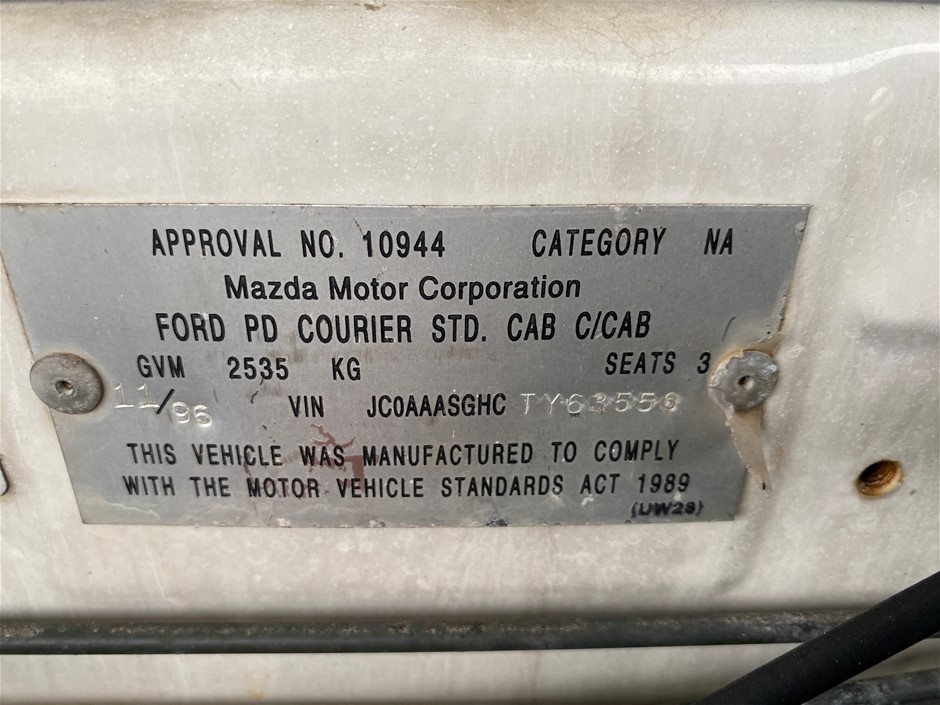 APPROVAL NO. 10944 CATEGORY NA
Mazda Motor Corporation
FORD PD COURIER STD. CAB C/CAB
GVM 2535 KG SEATS 3
11/96 VIN JC0AAASGHC TY63556
THIS VEHICLE WAS MANUFACTURED TO COMPLY
WITH THE MOTOR VEHICLE STANDARDS ACT 1989
(UW28)